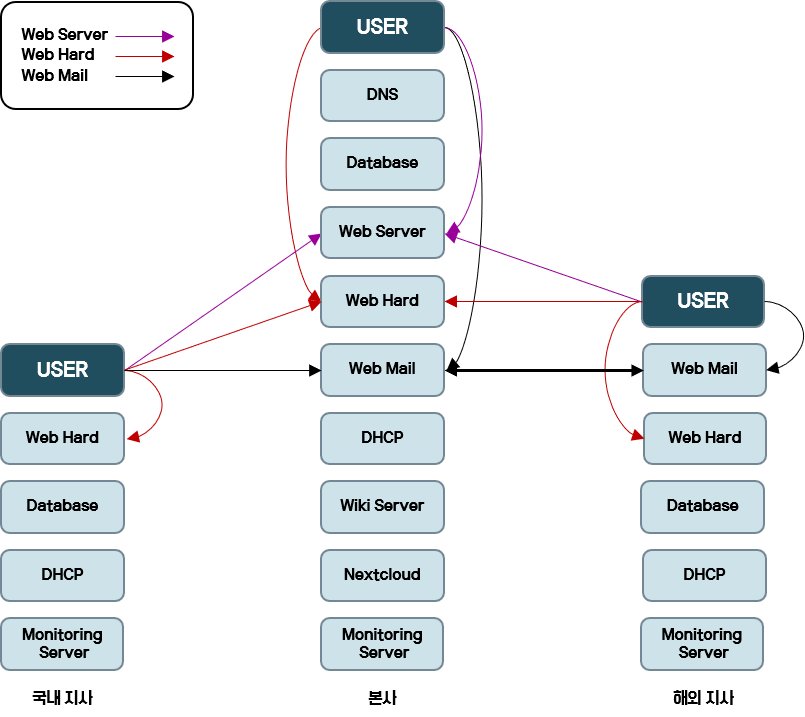 Web Server
Web Hard
Web Mail
USER
DNS
Database
Web Server
Web Hard
Web Mail
DHCP
Wiki Server
Nextcloud
Monitoring
Server
본사
USER
Web Hard
Database
DHCP
Monitoring
Server
국내 지사
USER
Web Mail
Web Hard
Database
DHCP
Monitoring
Server
해외 지사